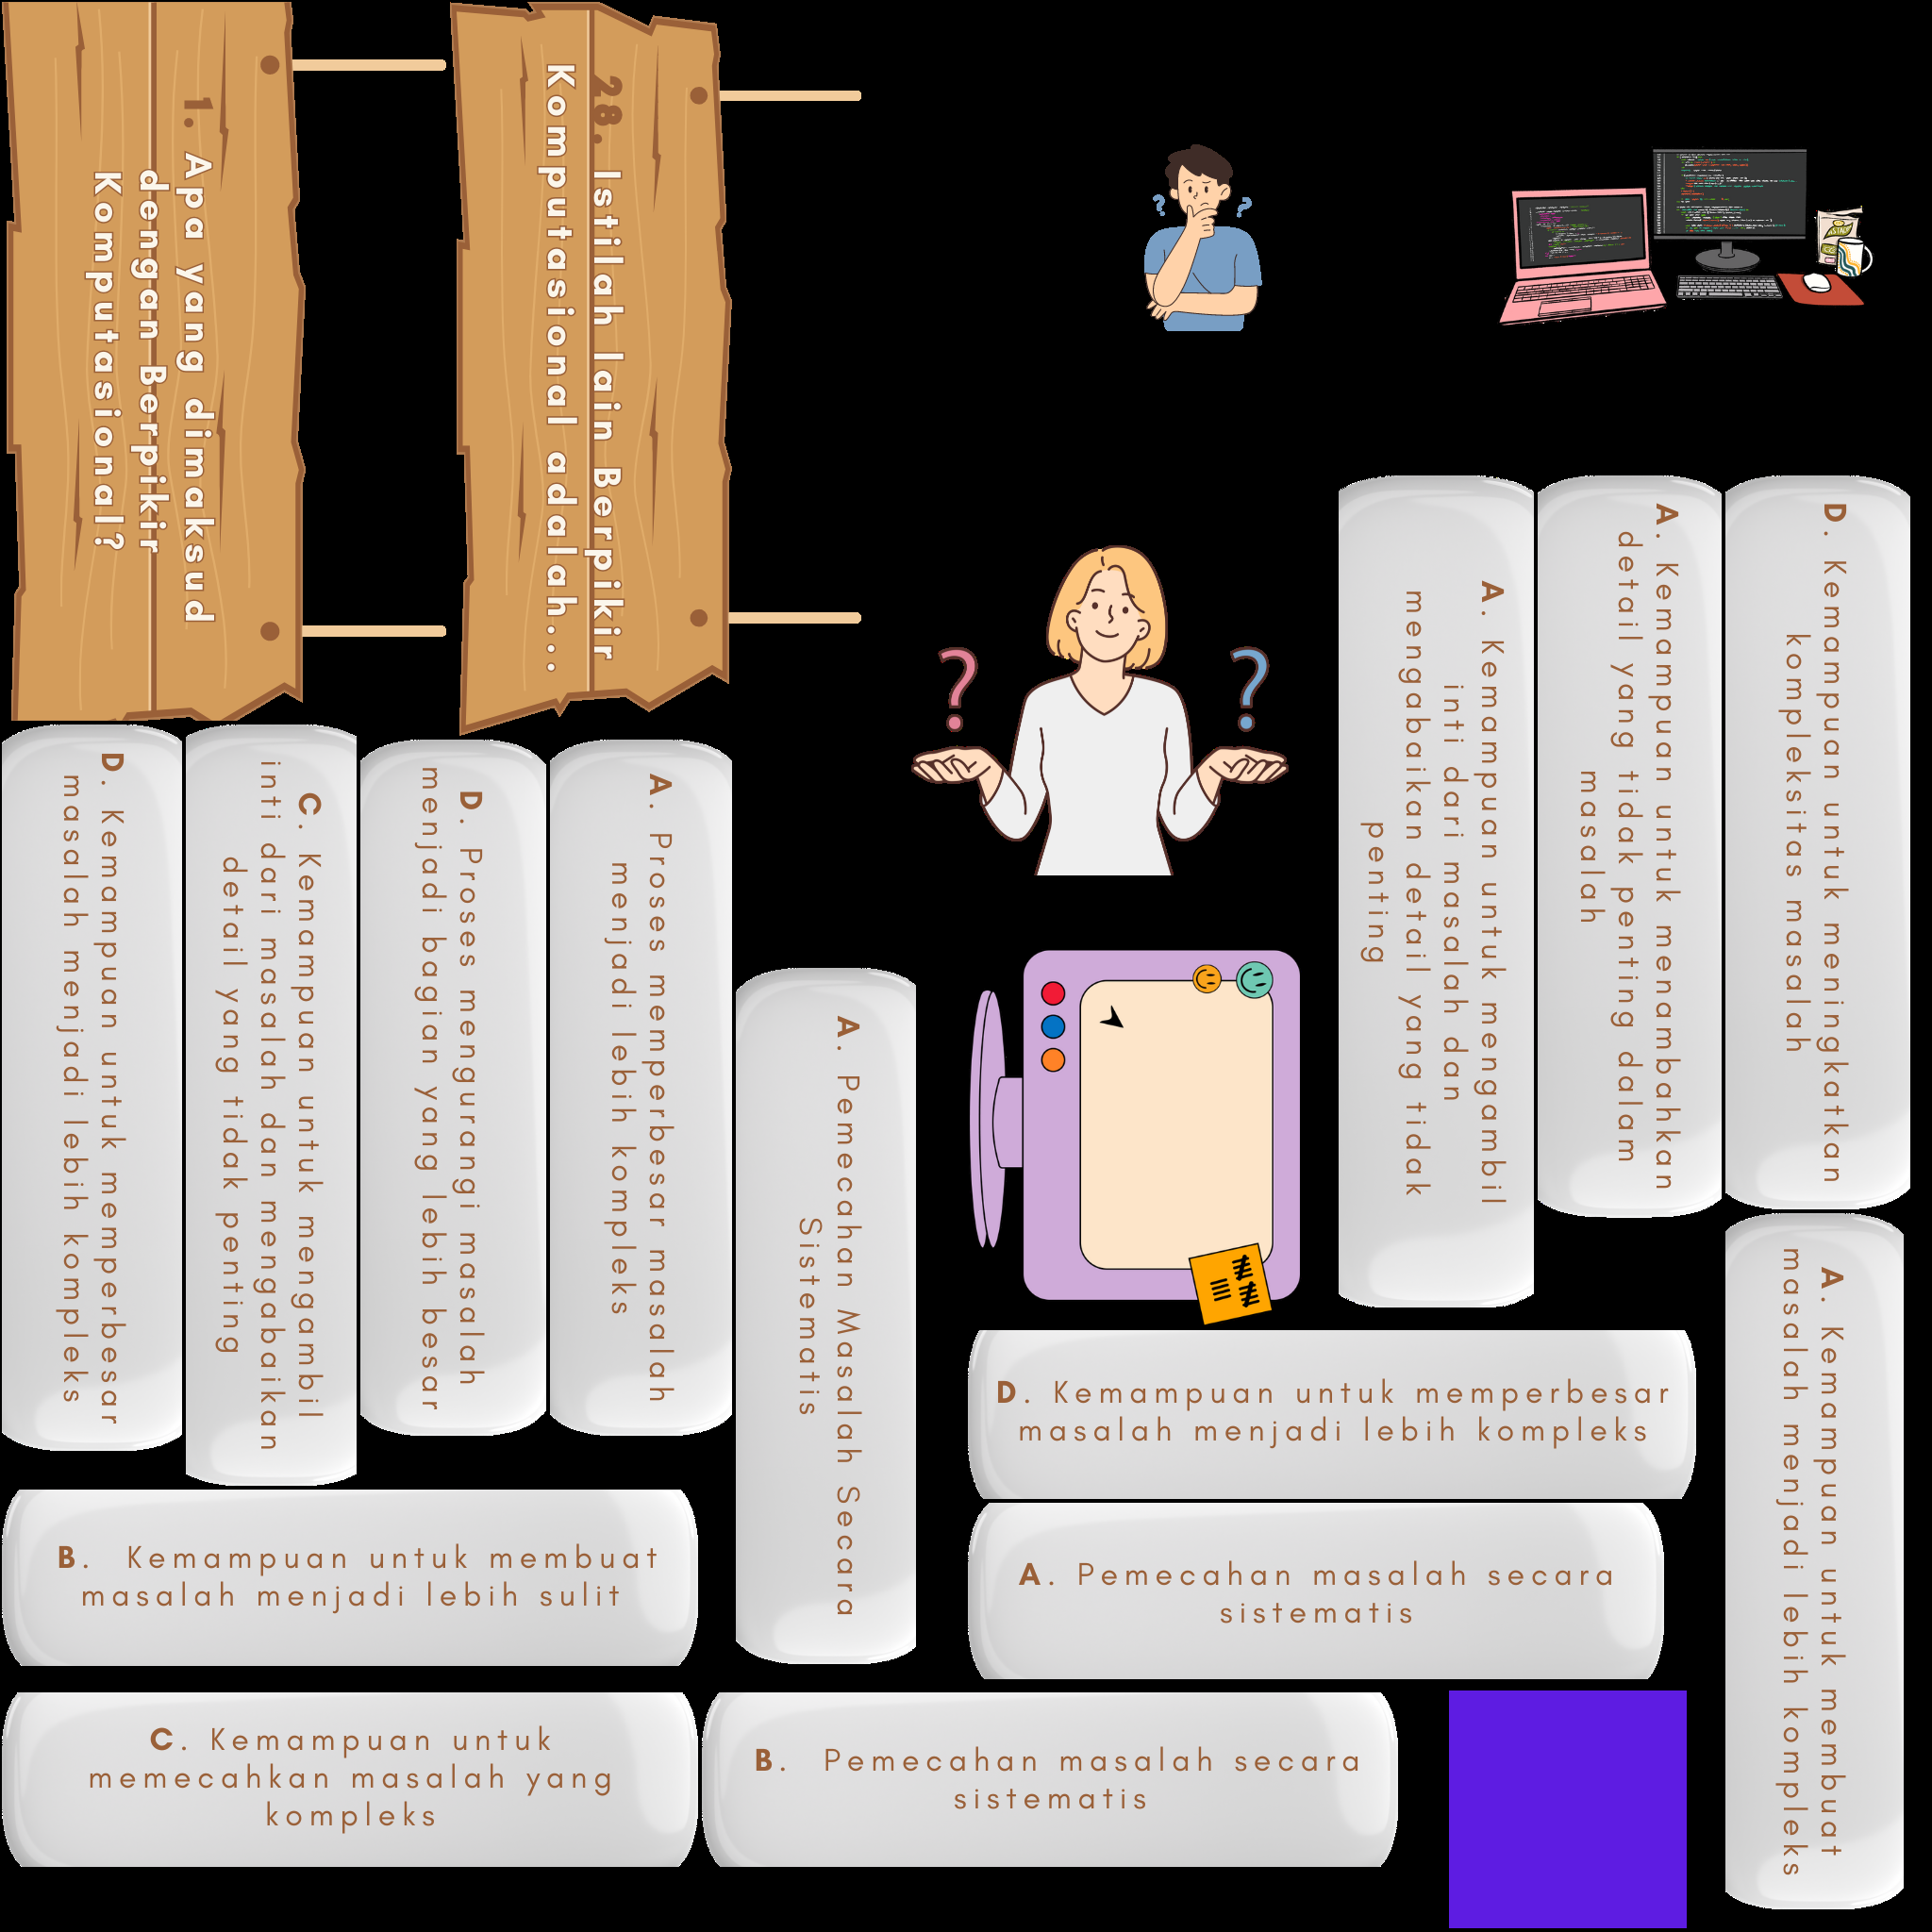 1. Apa yang dimaksud
dengan Berpikir
Komputasional?
28. Istilah lain Berpikir
Komputasional adalah...
D. Kemampuan untuk meningkatkan
kompleksitas masalah
A. Kemampuan untuk menambahkan
detail yang tidak penting dalam
masalah
A. Kemampuan untuk mengambil
inti dari masalah dan
mengabaikan detail yang tidak
penting
D. Kemampuan untuk memperbesar
masalah menjadi lebih kompleks
C. Kemampuan untuk mengambil
inti dari masalah dan mengabaikan
detail yang tidak penting
D. Proses mengurangi masalah
menjadi bagian yang lebih besar
A. Proses memperbesar masalah
menjadi lebih kompleks
A. Pemecahan Masalah Secara
Sistematis
A. Kemampuan untuk membuat
masalah menjadi lebih kompleks
D. Kemampuan untuk memperbesar
masalah menjadi lebih kompleks
B. Kemampuan untuk membuat
masalah menjadi lebih sulit
A. Pemecahan masalah secara
sistematis
C. Kemampuan untuk
memecahkan masalah yang
kompleks
B. Pemecahan masalah secara
sistematis